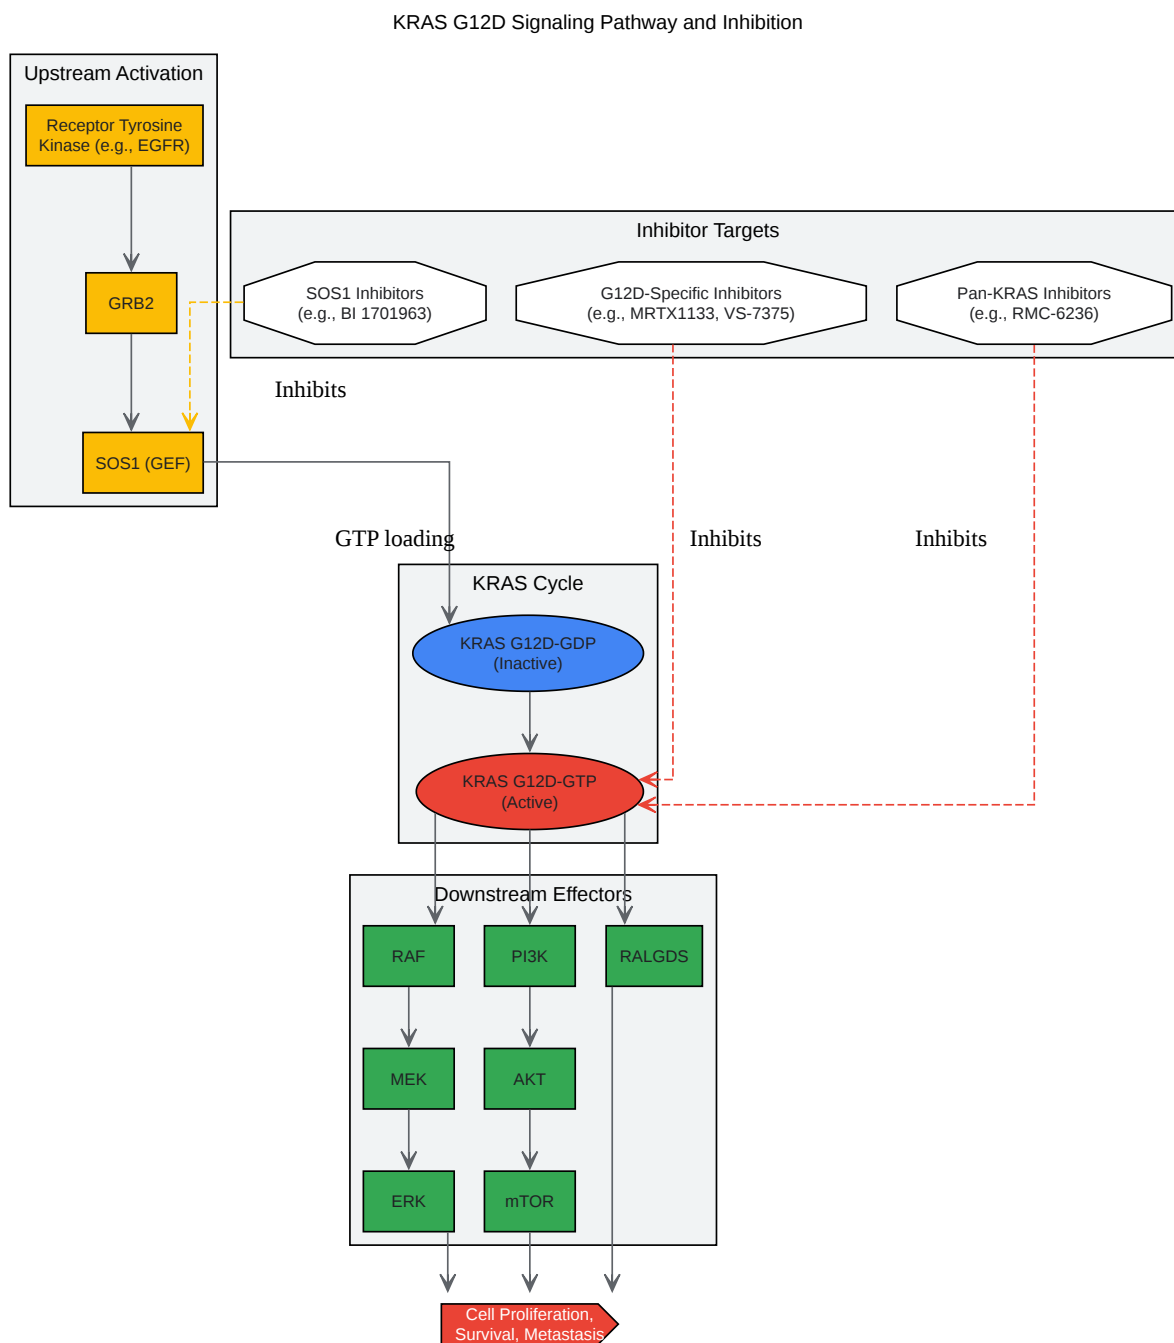 KRAS G12D Signaling Pathway and Inhibition
Upstream Activation
Receptor Tyrosine
Kinase (e.g., EGFR)
GRB2
SOS1 (GEF)
Inhibitor Targets
SOS1 Inhibitors
(e.g., BI 1701963)
G12D-Specific Inhibitors
(e.g., MRTX1133, VS-7375)
Pan-KRAS Inhibitors
(e.g., RMC-6236)
Inhibits
GTP loading
Inhibits
Inhibits
KRAS Cycle
KRAS G12D-GDP
(Inactive)
KRAS G12D-GTP
(Active)
Downstream Effectors
RAF
PI3K
RALGDS
MEK
AKT
ERK
mTOR
Cell Proliferation,
Survival, Metastasis